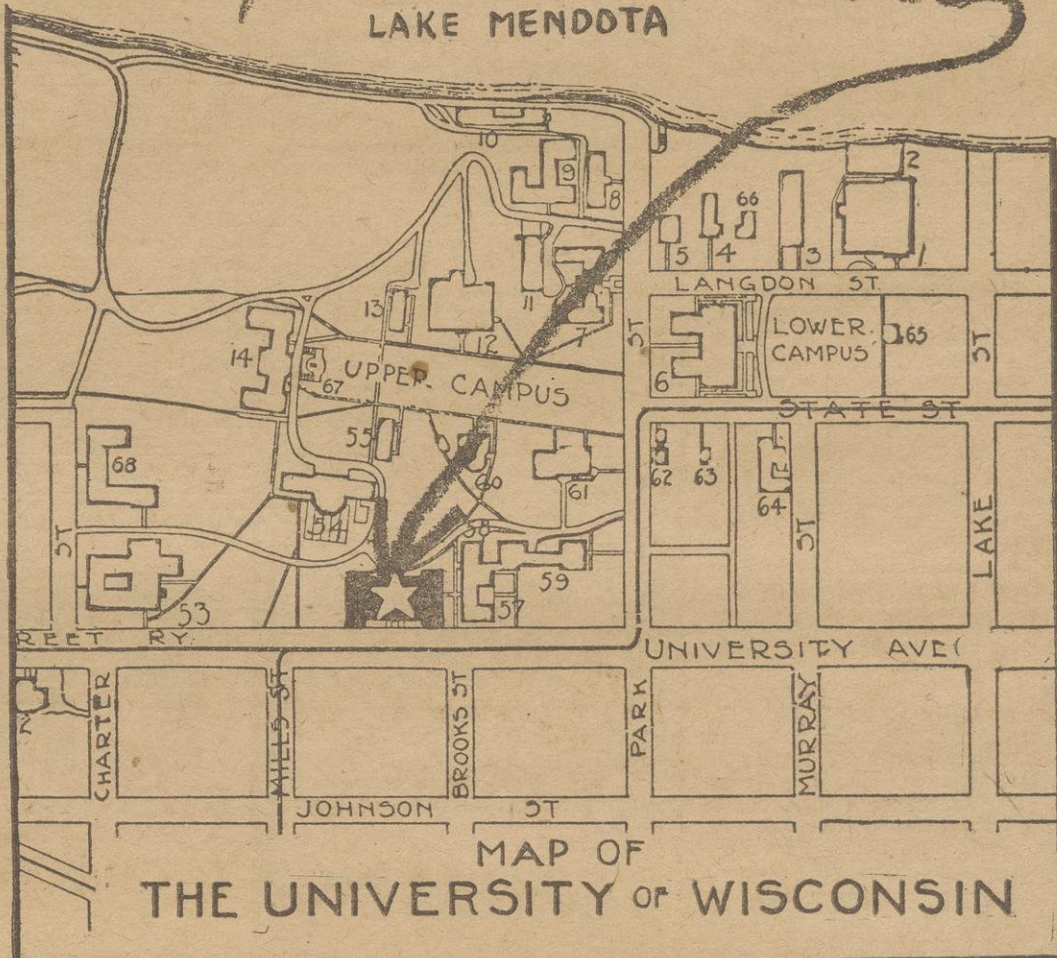 LAKE MENDOTA
10
9
8
2
66
5
4
3
1
LANGDON ST.
13
11
12
7
ST
LOWER
CAMPUS
65
ST
14
67
UPPER CAMPUS
6
STATE ST
55
68
60
61
62
63
64
54
58
ST
ST
LAKE
59
53
57
REET RY.
UNIVERSITY AVE
CHARTER
MILLS ST
BROOKS ST
PARK
MURRAY
JOHNSON ST
MAP OF
THE UNIVERSITY OF WISCONSIN